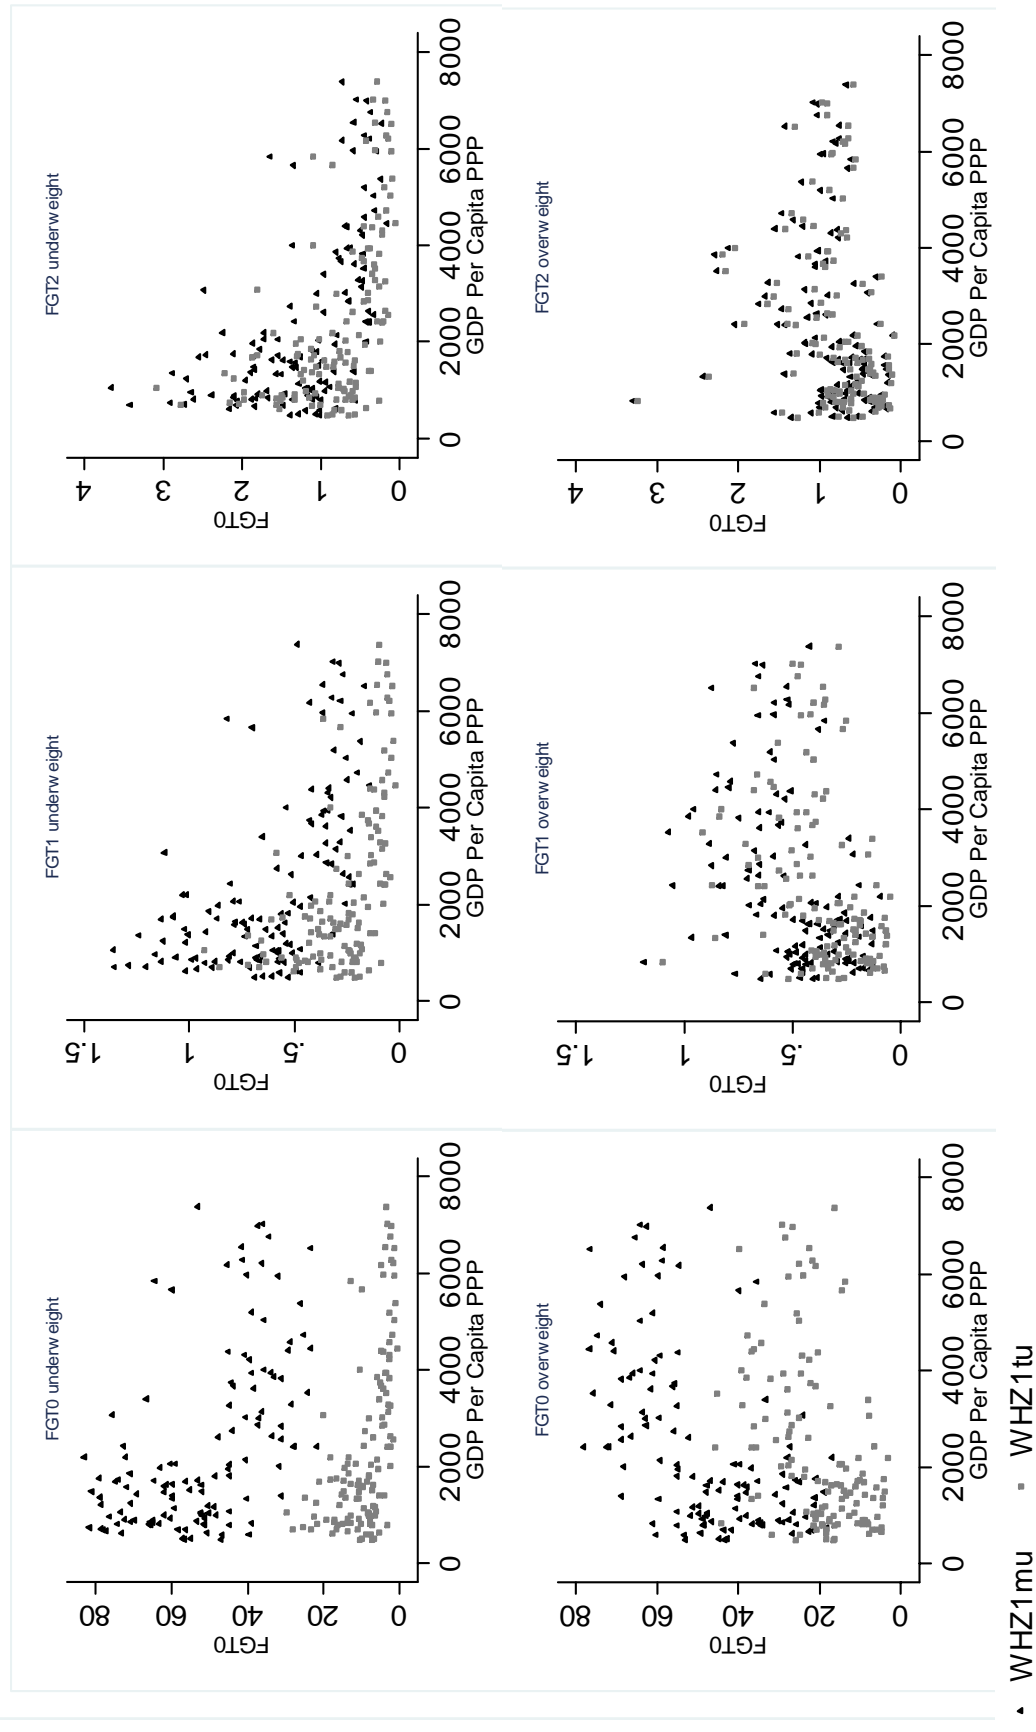 FGT0 underweight
FGT0
80
60
40
20
0
0 2000 4000 6000 8000
GDP Per Capita PPP
FGT1 underweight
FGT0
1.5
1
.5
0
0 2000 4000 6000 8000
GDP Per Capita PPP
FGT2 underweight
FGT0
4
3
2
1
0
0 2000 4000 6000 8000
GDP Per Capita PPP
FGT0 overweight
FGT0
80
60
40
20
0
0 2000 4000 6000 8000
GDP Per Capita PPP
FGT1 overweight
FGT0
1.5
1
.5
0
0 2000 4000 6000 8000
GDP Per Capita PPP
FGT2 overweight
FGT0
4
3
2
1
0
0 2000 4000 6000 8000
GDP Per Capita PPP
WHZ1mu WHZ1tu